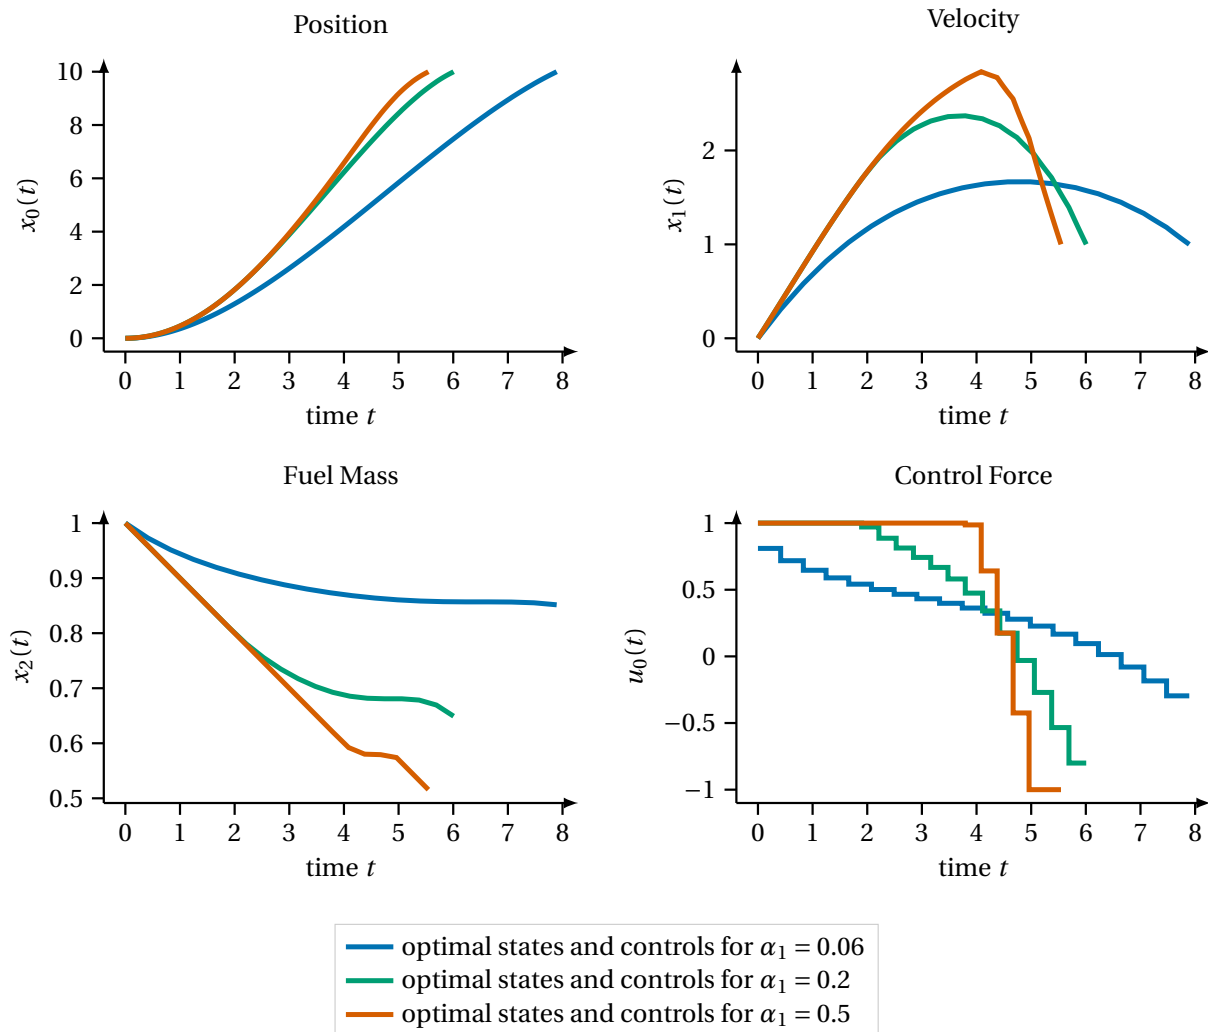 Position
10
8
6
4
2
0
x₀(t)
0 1 2 3 4 5 6 7 8
time t
Velocity
2
1
0
x₁(t)
0 1 2 3 4 5 6 7 8
time t
Fuel Mass
1
0.9
0.8
0.7
0.6
0.5
x₂(t)
0 1 2 3 4 5 6 7 8
time t
Control Force
1
0.5
0
−0.5
−1
u₀(t)
0 1 2 3 4 5 6 7 8
time t
optimal states and controls for α₁ = 0.06
optimal states and controls for α₁ = 0.2
optimal states and controls for α₁ = 0.5